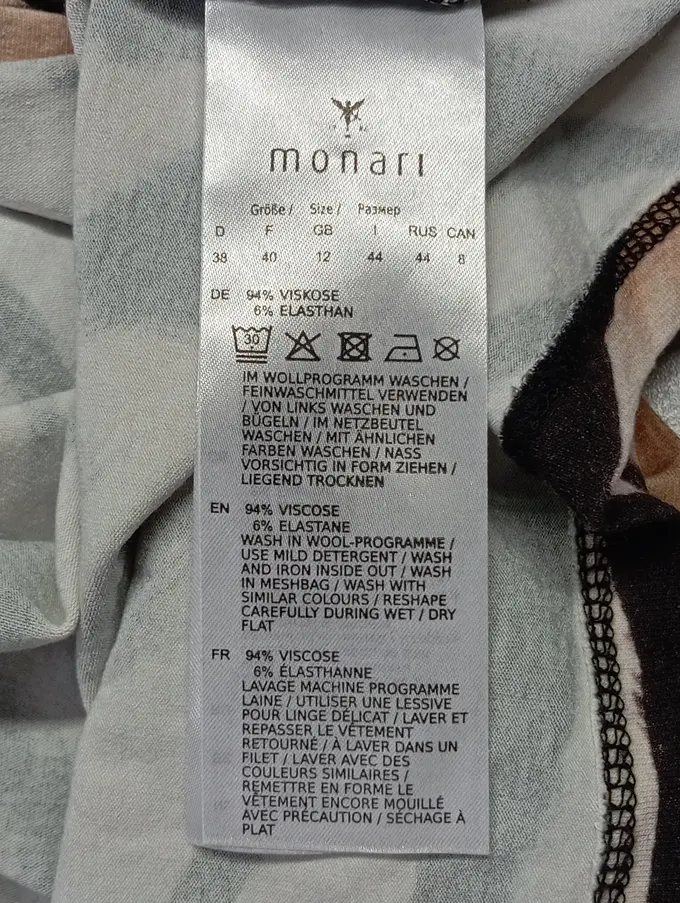 monari
Größe / Size / Размер
D F GB I RUS CAN
38 40 12 44 44 8
DE 94% VISKOSE
6% ELASTHAN
30
IM WOLLPROGRAMM WASCHEN /
FEINWASCHMITTEL VERWENDEN
/ VON LINKS WASCHEN UND
BÜGELN / IM NETZBEUTEL
WASCHEN / MIT ÄHNLICHEN
FARBEN WASCHEN / NASS
VORSICHTIG IN FORM ZIEHEN /
LIEGEND TROCKNEN
EN 94% VISCOSE
6% ELASTANE
WASH IN WOOL-PROGRAMME /
USE MILD DETERGENT / WASH
AND IRON INSIDE OUT / WASH
IN MESHBAG / WASH WITH
SIMILAR COLOURS / RESHAPE
CAREFULLY DURING WET / DRY
FLAT
FR 94% VISCOSE
6% ÉLASTHANNE
LAVAGE MACHINE PROGRAMME
LAINE / UTILISER UNE LESSIVE
POUR LINGE DÉLICAT / LAVER ET
REPASSER LE VÊTEMENT
RETOURNÉ / À LAVER DANS UN
FILET / LAVER AVEC DES
COULEURS SIMILAIRES /
REMETTRE EN FORME LE
VÊTEMENT ENCORE MOUILLÉ
AVEC PRÉCAUTION / SÉCHAGE À
PLAT